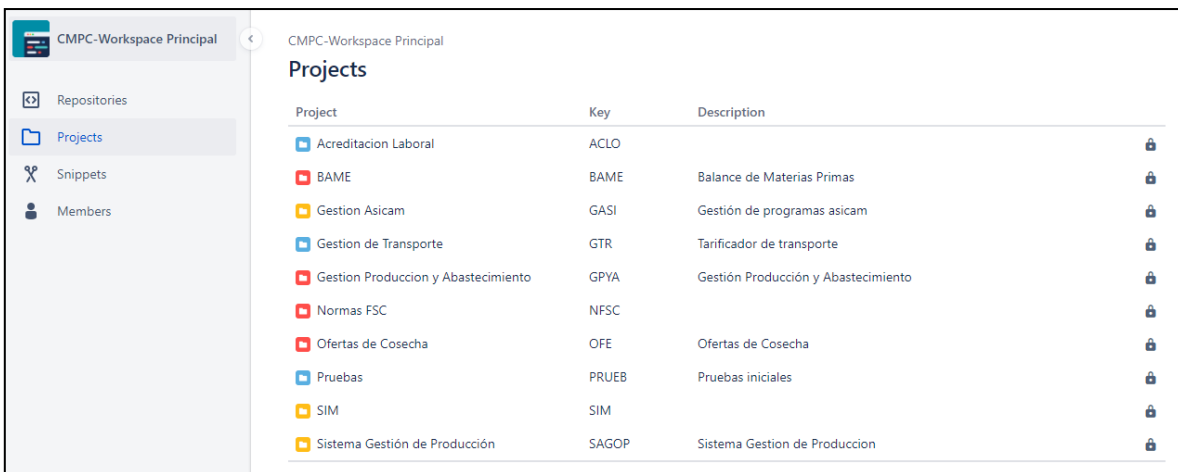 CMPC-Workspace Principal
Repositories
Projects
Snippets
Members
CMPC-Workspace Principal
Projects
Project Key Description
Acreditacion Laboral ACLO
BAME BAME Balance de Materias Primas
Gestion Asicam GASI Gestión de programas asicam
Gestion de Transporte GTR Tarificador de transporte
Gestion Produccion y Abastecimiento GPYA Gestión Producción y Abastecimiento
Normas FSC NFSC
Ofertas de Cosecha OFE Ofertas de Cosecha
Pruebas PRUEB Pruebas iniciales
SIM SIM
Sistema Gestión de Producción SAGOP Sistema Gestion de Produccion